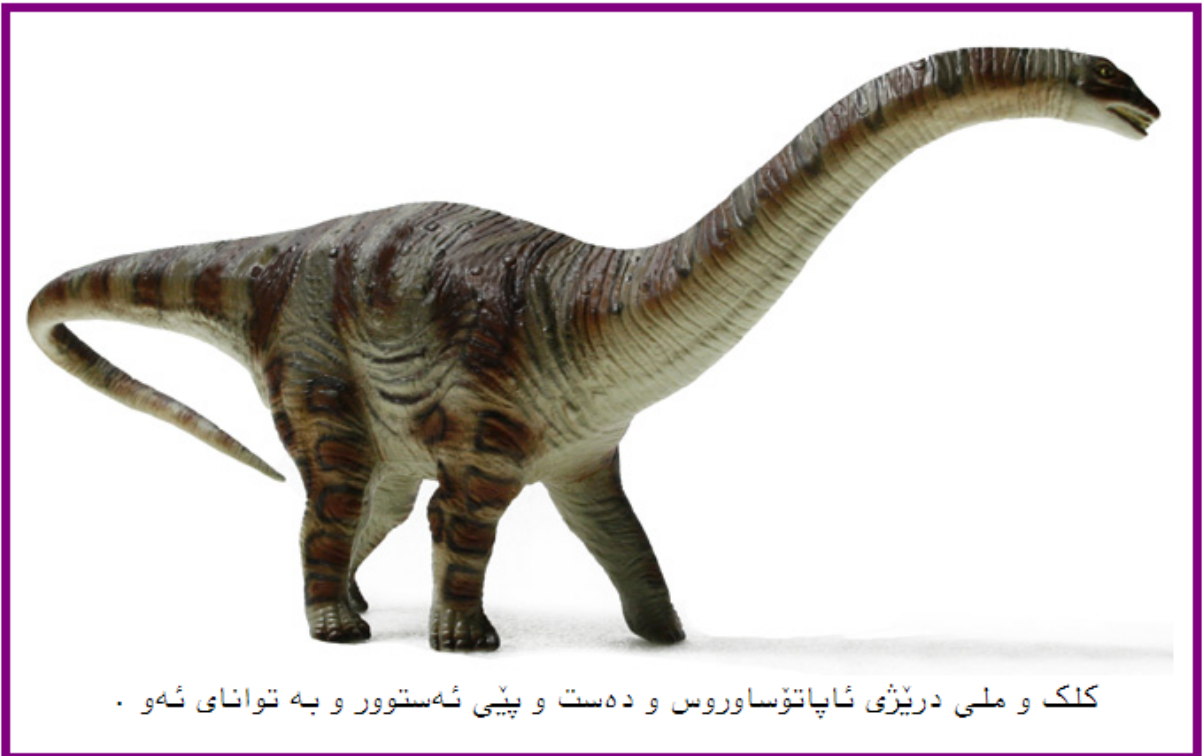 کلک و ملی درێژی ئاپاتۆساوروس و دەست و پێی ئەستوور و بە توانای ئەو .